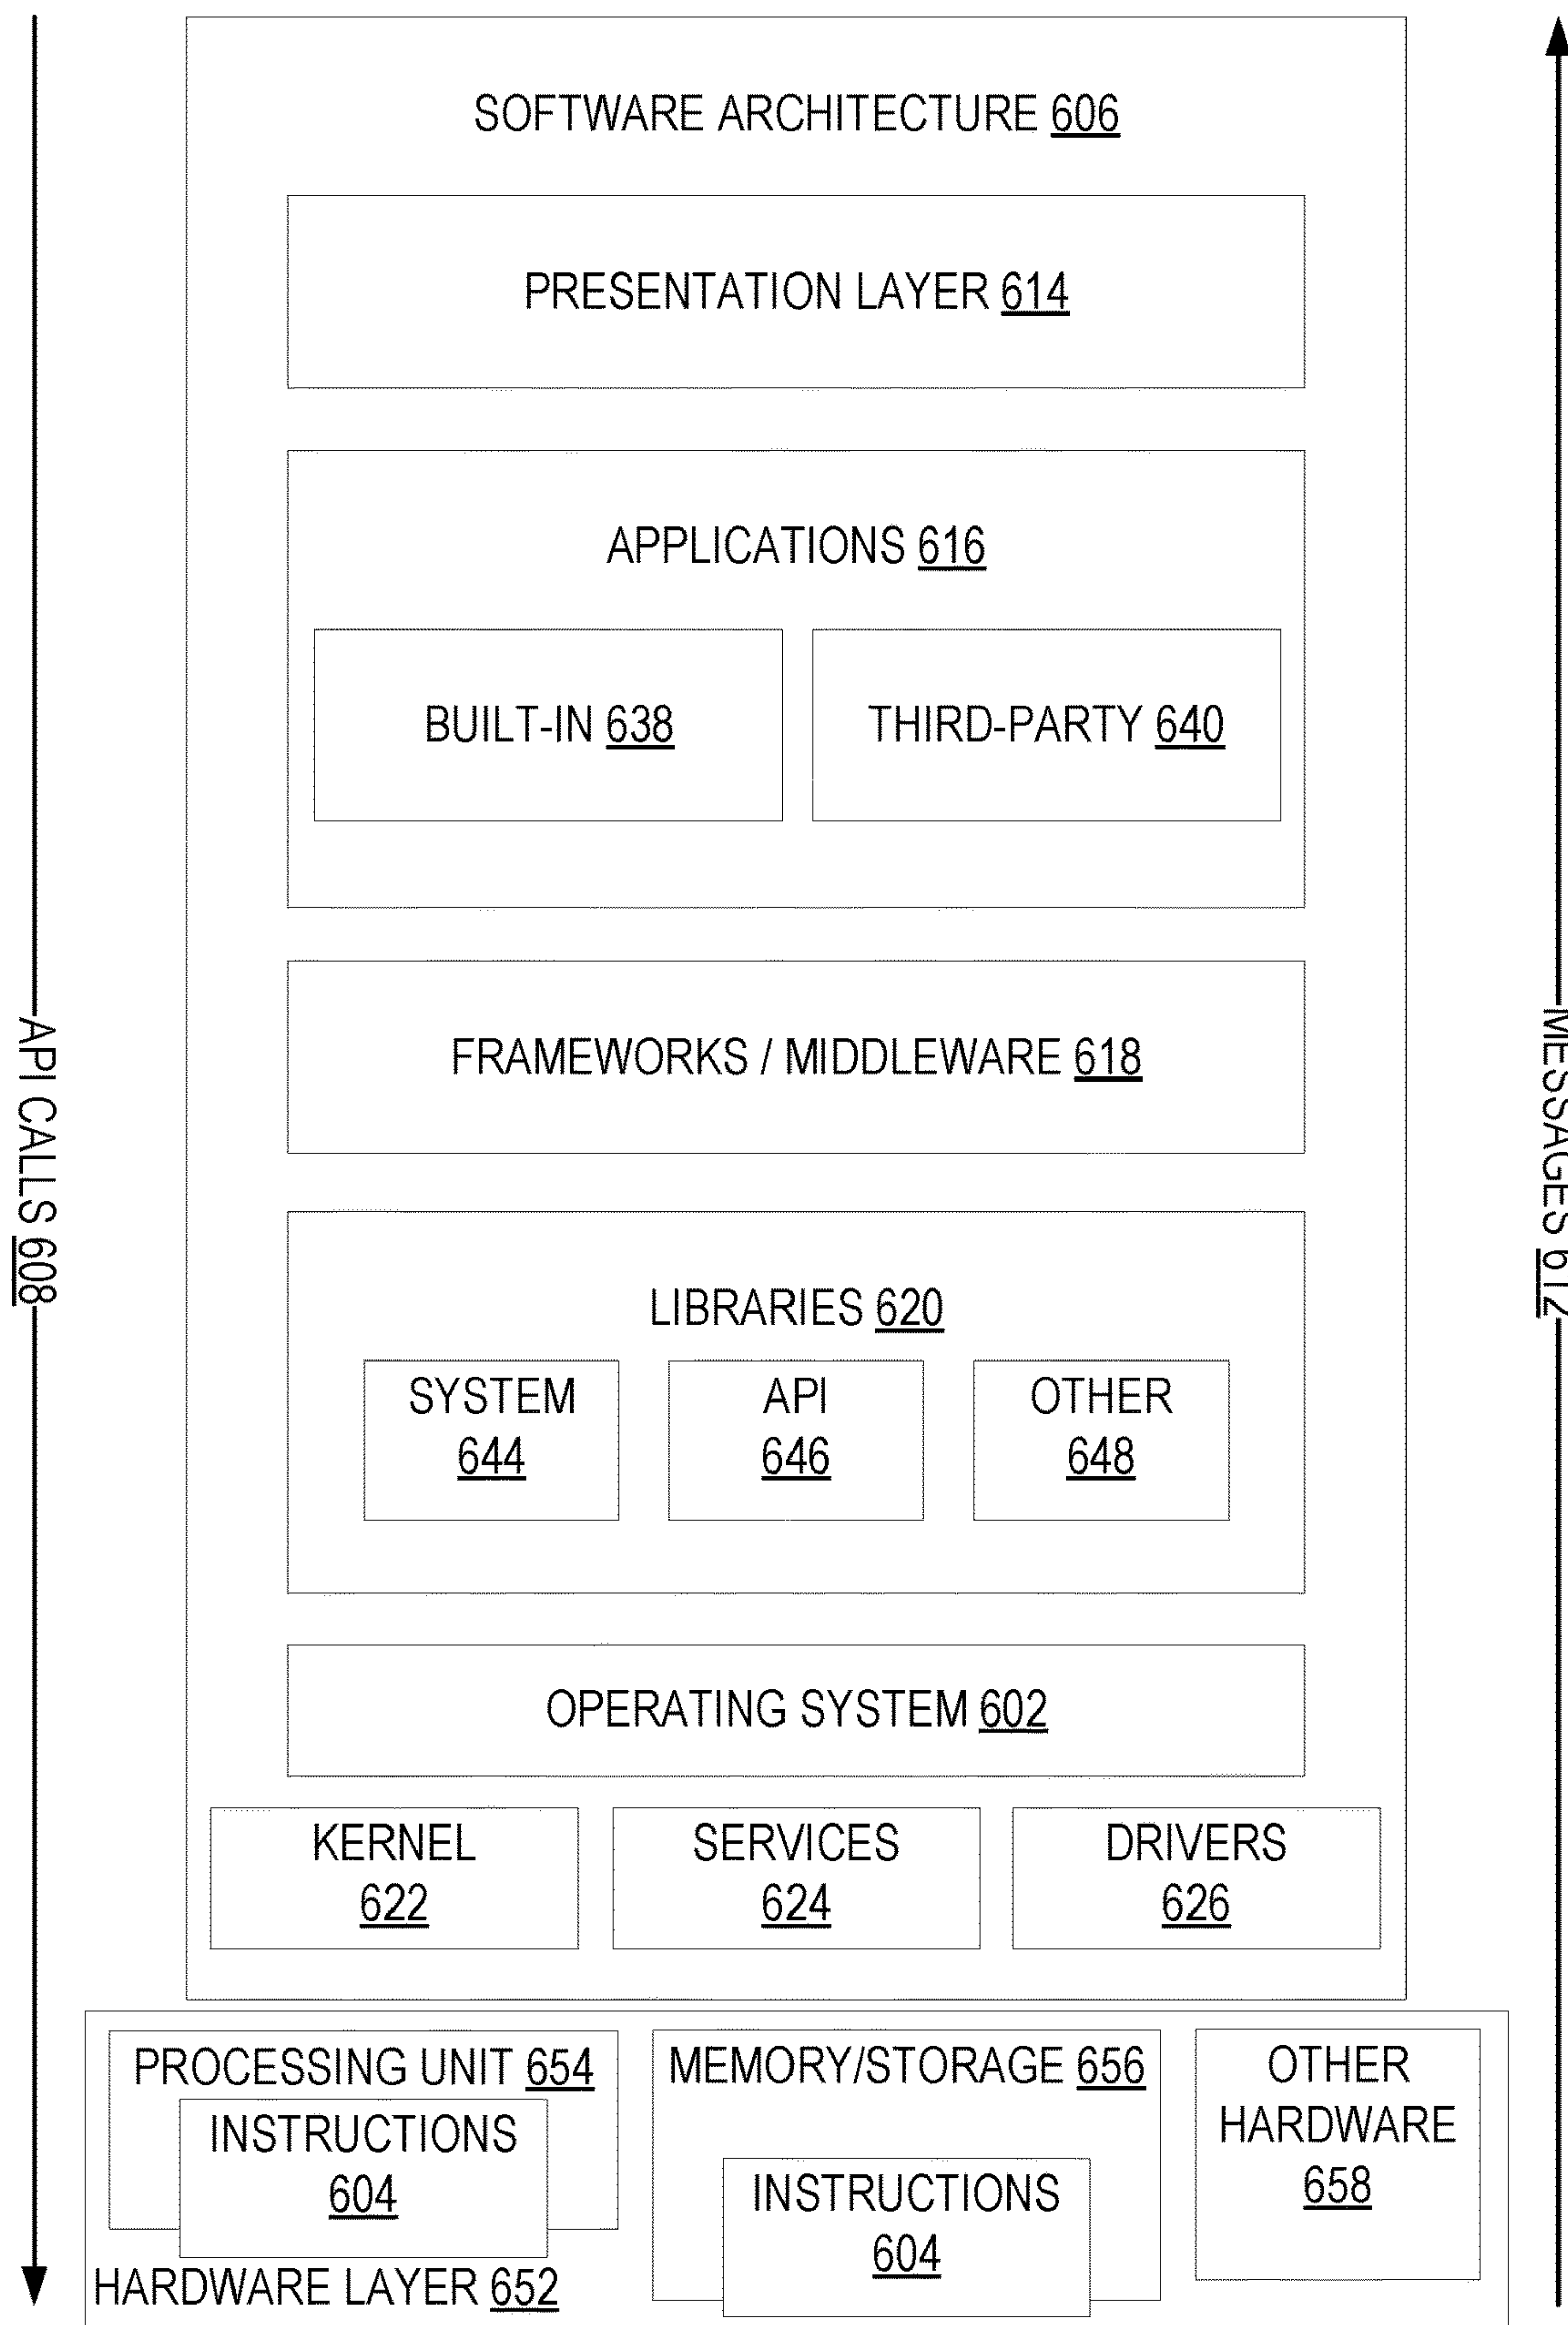 SOFTWARE ARCHITECTURE 606
PRESENTATION LAYER 614
APPLICATIONS 616
BUILT-IN 638
THIRD-PARTY 640
FRAMEWORKS / MIDDLEWARE 618
LIBRARIES 620
SYSTEM
644
API
646
OTHER
648
OPERATING SYSTEM 602
KERNEL
622
SERVICES
624
DRIVERS
626
PROCESSING UNIT 654
INSTRUCTIONS
604
MEMORY/STORAGE 656
INSTRUCTIONS
604
OTHER
HARDWARE
658
HARDWARE LAYER 652
API CALLS 608
MESSAGES 612